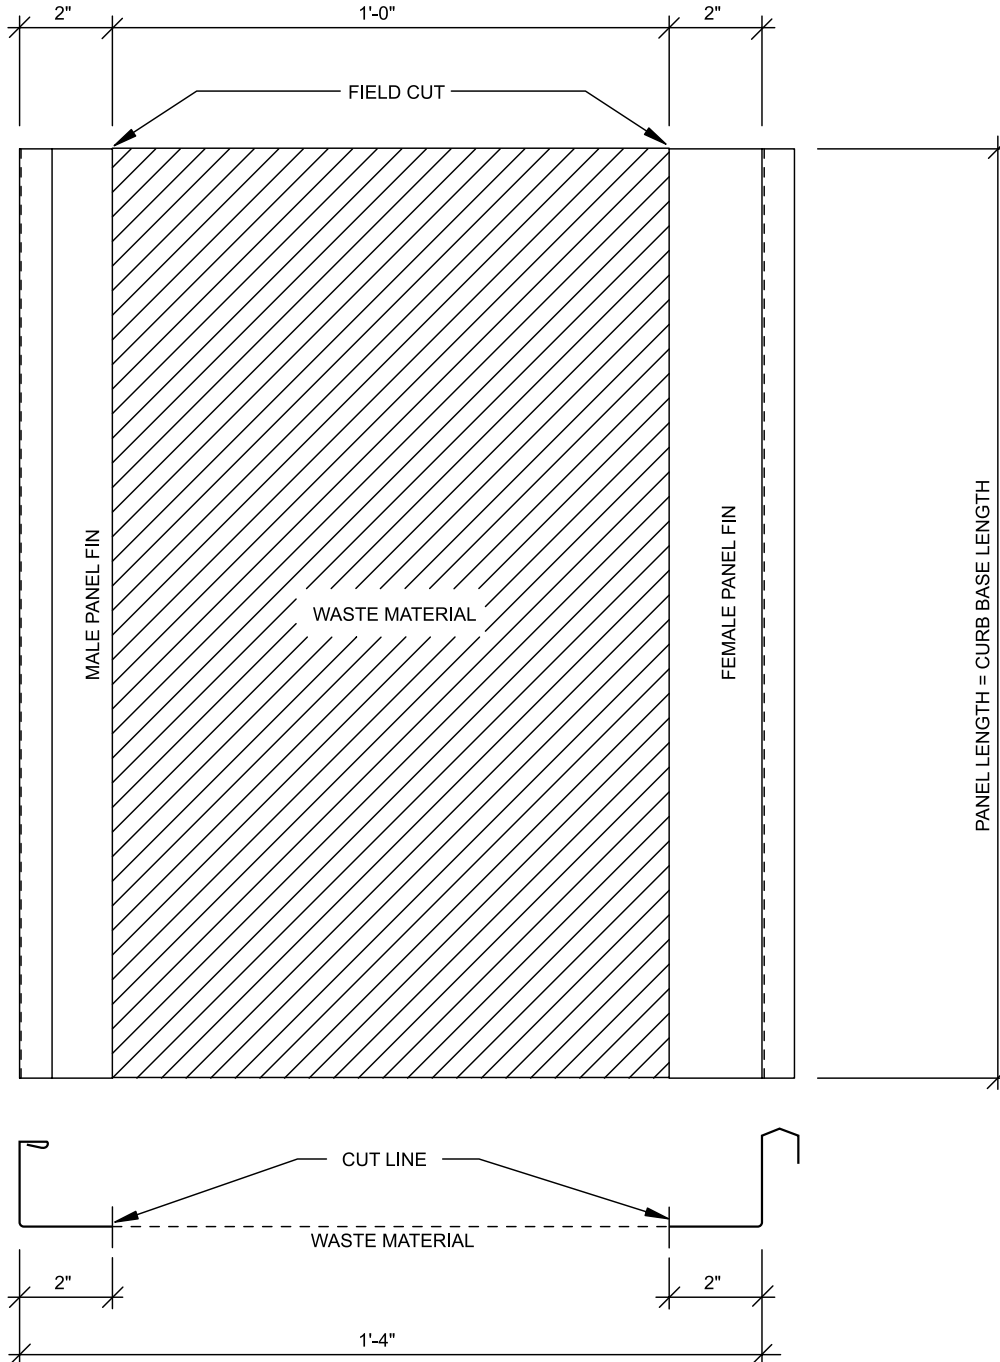 2" 1'-0" 2"
FIELD CUT
MALE PANEL FIN
WASTE MATERIAL
FEMALE PANEL FIN
PANEL LENGTH = CURB BASE LENGTH
CUT LINE
WASTE MATERIAL
2" 2"
1'-4"